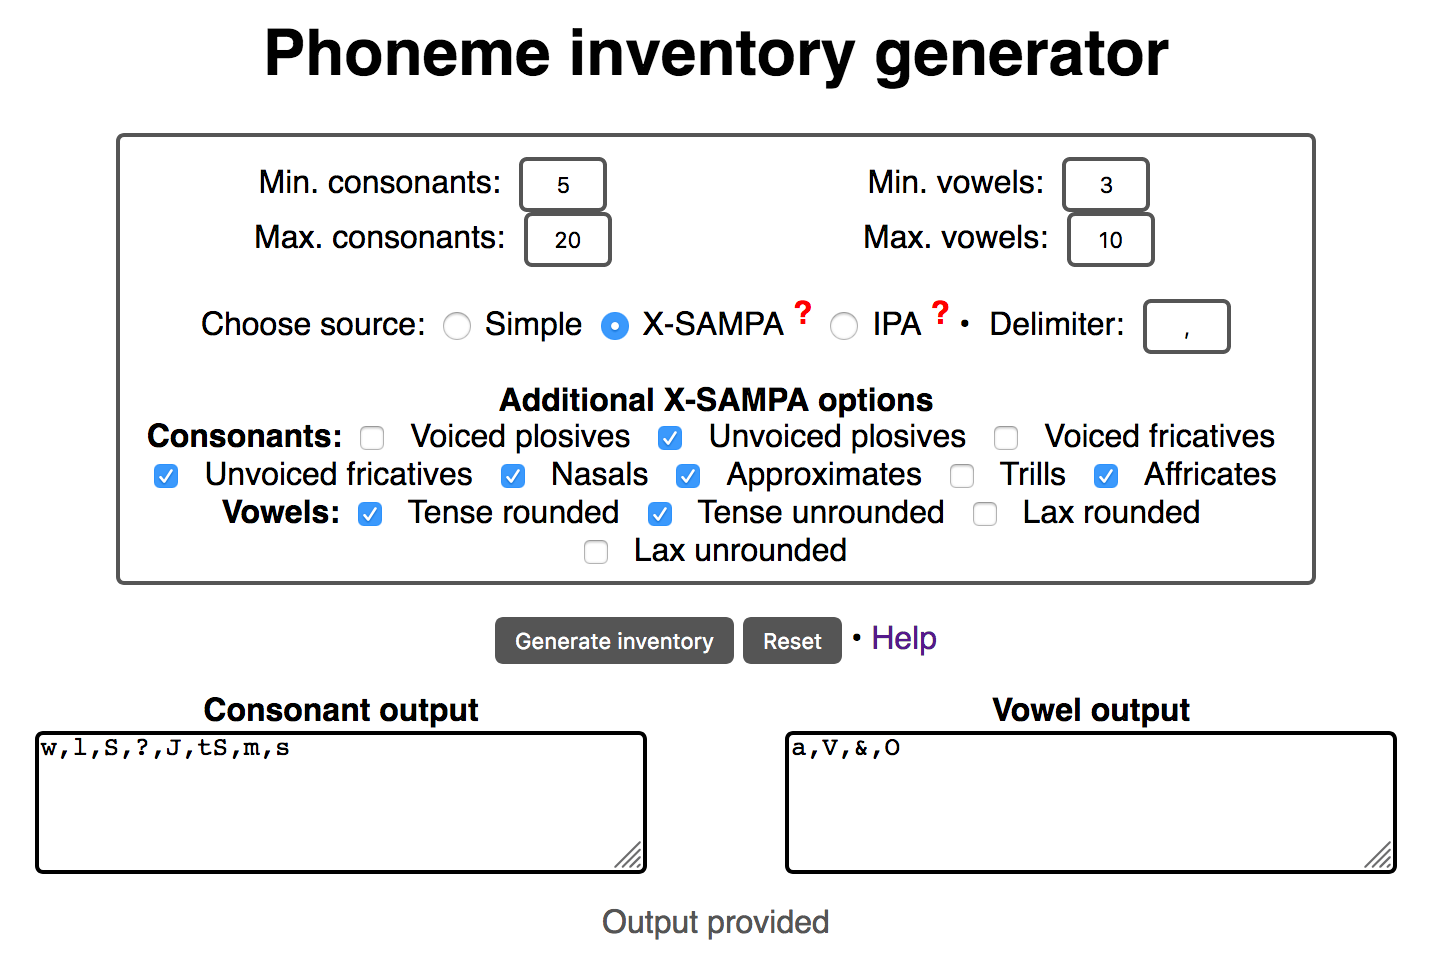 Phoneme inventory generator
Min. consonants: 5
Min. vowels: 3
Max. consonants: 20
Max. vowels: 10
Choose source: Simple X-SAMPA ? IPA ? • Delimiter: ,
Additional X-SAMPA options
Consonants: Voiced plosives Unvoiced plosives Voiced fricatives
Unvoiced fricatives Nasals Approximates Trills Affricates
Vowels: Tense rounded Tense unrounded Lax rounded
Lax unrounded
Generate inventory Reset • Help
Consonant output
Vowel output
w,l,S,?,J,tS,m,s
a,V,&,O
Output provided